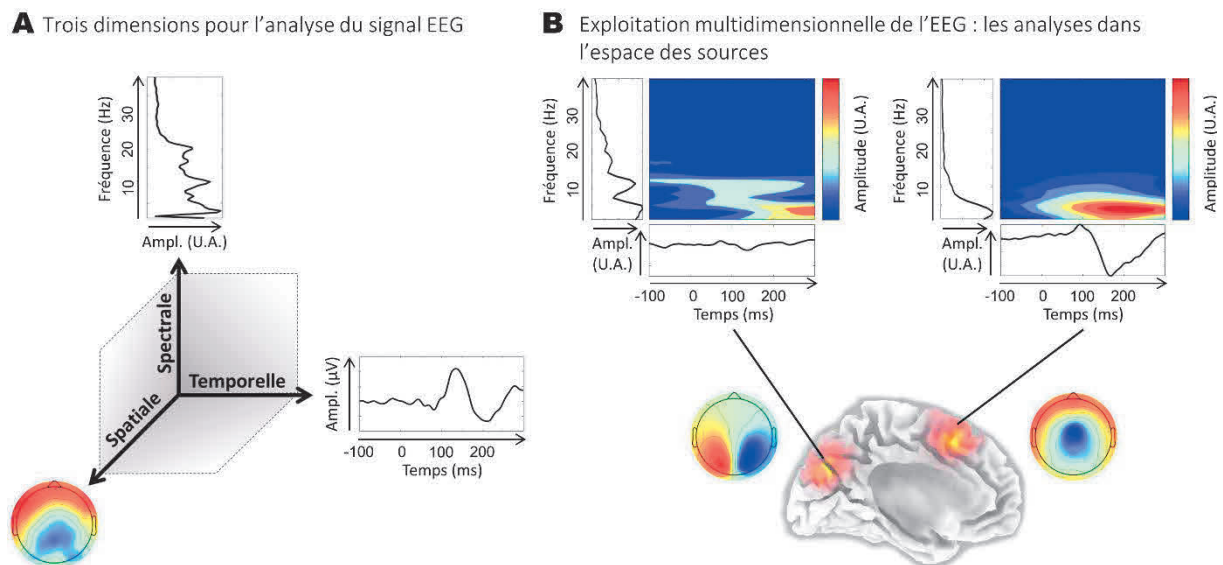 A Trois dimensions pour l'analyse du signal EEG
Fréquence (Hz)
30
20
10
Ampl. (U.A.)
Spectrale
Temporelle
Spatiale
Ampl. (µV)
-100 0 100 200
Temps (ms)
B Exploitation multidimensionnelle de l'EEG : les analyses dans
l'espace des sources
Fréquence (Hz)
30
20
10
Amplitude (U.A.)
Ampl.
(U.A.)
-100 0 100 200
Temps (ms)
Fréquence (Hz)
30
20
10
Amplitude (U.A.
Ampl.
(U.A.)
-100 0 100 200
Temps (ms)